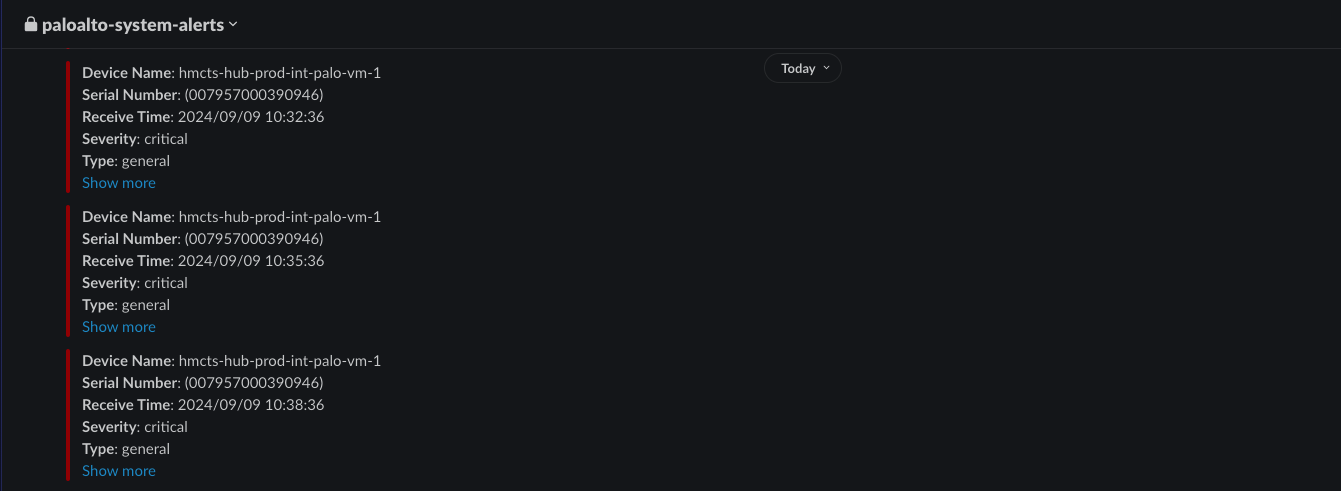 paloalto-system-alerts
Today
Device Name: hmcts-hub-prod-int-palo-vm-1
Serial Number: (007957000390946)
Receive Time: 2024/09/09 10:32:36
Severity: critical
Type: general
Show more
Device Name: hmcts-hub-prod-int-palo-vm-1
Serial Number: (007957000390946)
Receive Time: 2024/09/09 10:35:36
Severity: critical
Type: general
Show more
Device Name: hmcts-hub-prod-int-palo-vm-1
Serial Number: (007957000390946)
Receive Time: 2024/09/09 10:38:36
Severity: critical
Type: general
Show more